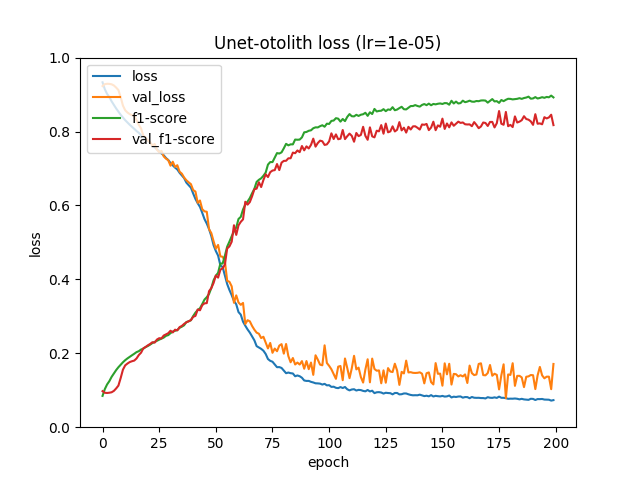 Unet-otolith loss (lr=1e-05)
loss
val_loss
f1-score
val_f1-score
1.0
0.8
0.6
0.4
0.2
0.0
loss
0
25
50
75
100
125
150
175
200
epoch